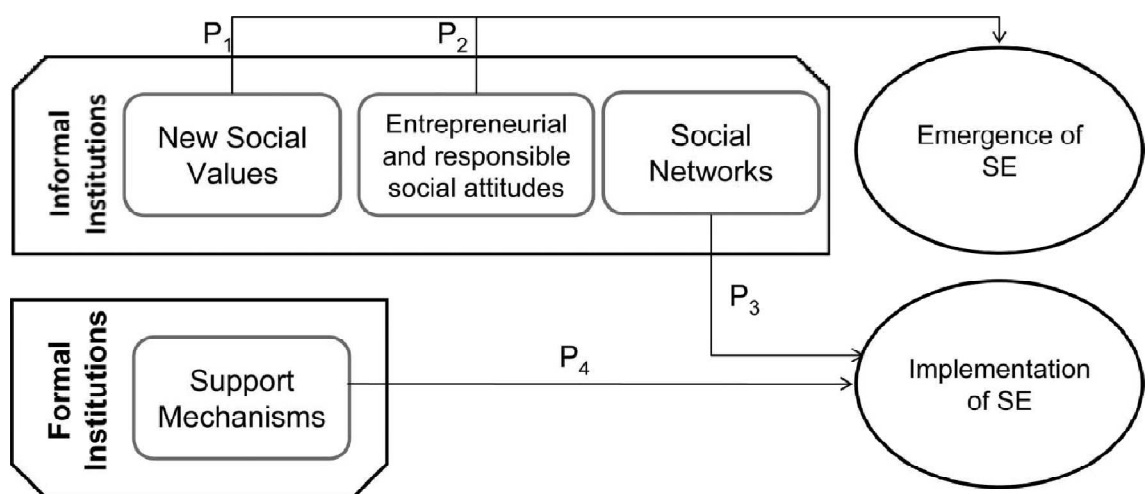 P1
P2
Informal
Institutions
New Social
Values
Entrepreneurial
and responsible
social attitudes
Social
Networks
Emergence of
SE
P3
Formal
Institutions
Support
Mechanisms
P4
Implementation
of SE